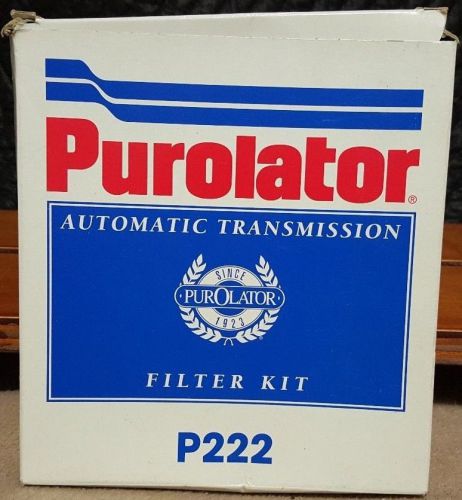 Purolator®
AUTOMATIC TRANSMISSION
SINCE
PUROLATOR
1923
FILTER KIT
P222